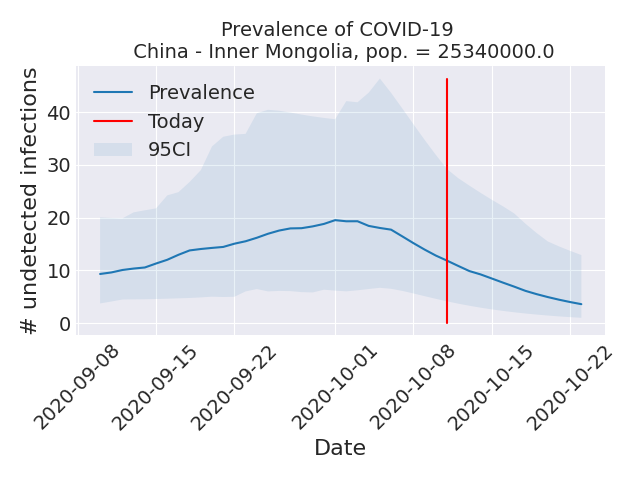 Prevalence of COVID-19
China - Inner Mongolia, pop. = 25340000.0
# undetected infections
40
30
20
10
0
Prevalence
Today
95CI
2020-09-08
2020-09-15
2020-09-22
2020-10-01
2020-10-08
2020-10-15
2020-10-22
Date